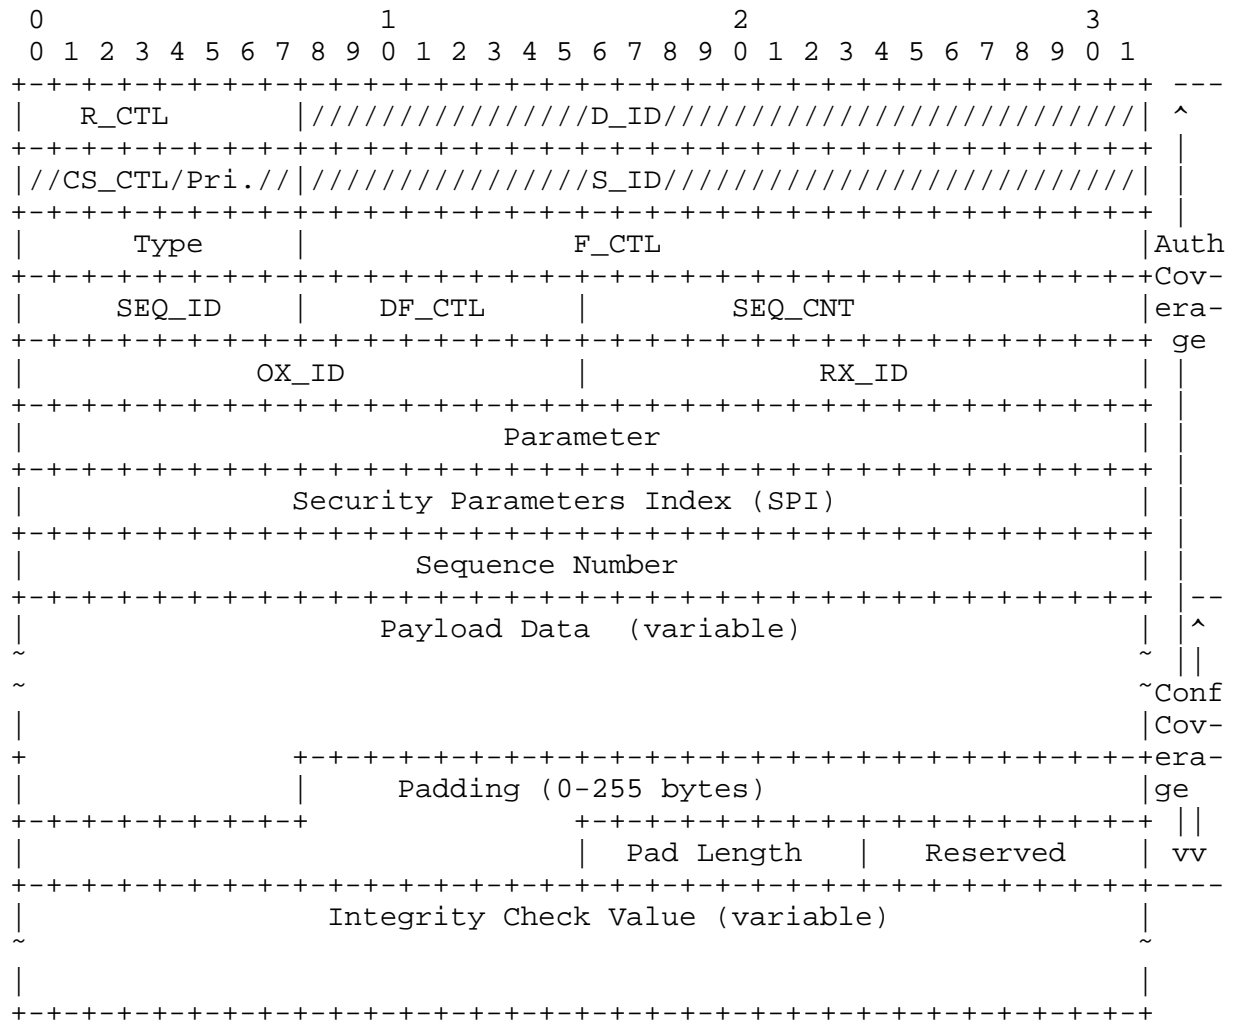 0                   1                   2                   3
 0 1 2 3 4 5 6 7 8 9 0 1 2 3 4 5 6 7 8 9 0 1 2 3 4 5 6 7 8 9 0 1
+-+-+-+-+-+-+-+-+-+-+-+-+-+-+-+-+-+-+-+-+-+-+-+-+-+-+-+-+-+-+-+-+ ---
|   R_CTL       |///////////////D_ID///////////////////////////| ^
+-+-+-+-+-+-+-+-+-+-+-+-+-+-+-+-+-+-+-+-+-+-+-+-+-+-+-+-+-+-+-+-+ |
|//CS_CTL/Pri.//|///////////////S_ID///////////////////////////| |
+-+-+-+-+-+-+-+-+-+-+-+-+-+-+-+-+-+-+-+-+-+-+-+-+-+-+-+-+-+-+-+-+ |
|      Type     |               F_CTL                           |Auth
+-+-+-+-+-+-+-+-+-+-+-+-+-+-+-+-+-+-+-+-+-+-+-+-+-+-+-+-+-+-+-+-+Cov-
|      SEQ_ID   |    DF_CTL     |        SEQ_CNT                |era-
+-+-+-+-+-+-+-+-+-+-+-+-+-+-+-+-+-+-+-+-+-+-+-+-+-+-+-+-+-+-+-+-+ ge
|             OX_ID             |             RX_ID             | |
+-+-+-+-+-+-+-+-+-+-+-+-+-+-+-+-+-+-+-+-+-+-+-+-+-+-+-+-+-+-+-+-+ |
|                           Parameter                           | |
+-+-+-+-+-+-+-+-+-+-+-+-+-+-+-+-+-+-+-+-+-+-+-+-+-+-+-+-+-+-+-+-+ |
|               Security Parameters Index (SPI)                 | |
+-+-+-+-+-+-+-+-+-+-+-+-+-+-+-+-+-+-+-+-+-+-+-+-+-+-+-+-+-+-+-+-+ |
|                      Sequence Number                          | |
+-+-+-+-+-+-+-+-+-+-+-+-+-+-+-+-+-+-+-+-+-+-+-+-+-+-+-+-+-+-+-+-+ |--
|                    Payload Data  (variable)                   | |^
~                                                               ~ ||
~                                                               ~Conf
|                                                               |Cov-
+               +-+-+-+-+-+-+-+-+-+-+-+-+-+-+-+-+-+-+-+-+-+-+-+-+era-
|               |     Padding (0-255 bytes)                     |ge
+-+-+-+-+-+-+-+-+               +-+-+-+-+-+-+-+-+-+-+-+-+-+-+-+-+ ||
|                               |  Pad Length   |   Reserved    | vv
+-+-+-+-+-+-+-+-+-+-+-+-+-+-+-+-+-+-+-+-+-+-+-+-+-+-+-+-+-+-+-+-+----
|                 Integrity Check Value (variable)              |
~                                                               ~
|                                                               |
+-+-+-+-+-+-+-+-+-+-+-+-+-+-+-+-+-+-+-+-+-+-+-+-+-+-+-+-+-+-+-+-+